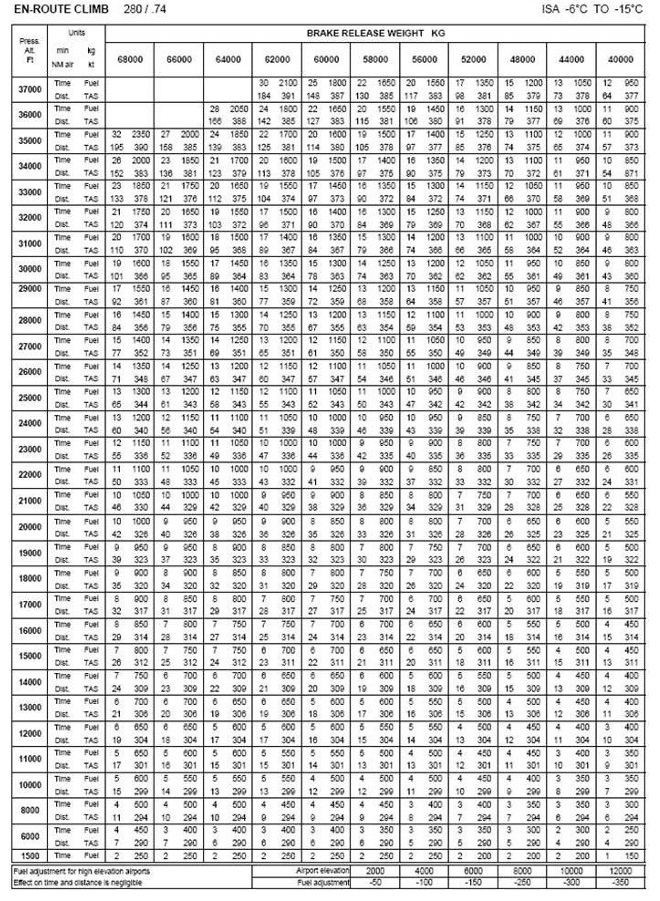 EN-ROUTE CLIMB 280 / .74 ISA -6°C TO -15°C
Press. Alt. Ft
Units
min kg
NM air kt
BRAKE RELEASE WEIGHT KG
68000 66000 64000 62000 60000 58000 56000 52000 48000 44000 40000
37000
Time Fuel 30 2100 25 1800 22 1650 20 1550 17 1350 15 1200 13 1050 12 950
Dist. TAS 184 391 148 387 130 385 117 383 98 381 85 379 73 378 64 377
36000
Time Fuel 28 2050 24 1800 22 1650 20 1550 19 1450 16 1300 14 1150 13 1000 11 900
Dist. TAS 166 388 142 385 127 383 115 381 106 380 91 378 79 377 69 376 60 375
35000
Time Fuel 32 2350 27 2000 24 1850 22 1700 20 1600 19 1500 17 1400 15 1250 13 1100 12 1000 11 900
Dist. TAS 195 390 158 385 139 383 125 381 114 380 105 378 97 377 85 376 74 375 65 374 57 373
34000
Time Fuel 26 2000 23 1850 21 1700 20 1600 19 1500 17 1400 16 1350 14 1200 13 1100 11 950 10 850
Dist. TAS 152 383 136 381 123 379 113 378 105 376 97 375 90 375 79 373 70 372 61 371 54 871
33000
Time Fuel 23 1850 21 1750 20 1650 19 1550 17 1450 16 1350 15 1300 14 1150 12 1050 11 950 10 850
Dist. TAS 133 378 121 376 112 375 104 374 97 373 90 372 84 372 74 371 66 370 58 369 51 368
32000
Time Fuel 21 1750 20 1650 19 1550 17 1500 16 1400 16 1300 15 1250 13 1150 12 1000 11 900 9 800
Dist. TAS 120 374 111 373 103 372 96 371 90 370 84 369 79 369 70 368 62 367 55 366 48 366
31000
Time Fuel 20 1700 19 1600 18 1500 17 1400 16 1350 15 1300 14 1200 13 1100 11 1000 10 900 9 800
Dist. TAS 110 370 102 369 95 368 89 367 84 367 79 366 74 366 66 365 58 364 52 364 46 363
30000
Time Fuel 19 1600 18 1550 17 1450 16 1350 15 1300 14 1250 13 1200 12 1050 11 950 10 850 9 800
Dist. TAS 101 366 95 365 89 364 83 364 78 363 74 363 70 362 62 362 55 361 49 361 43 360
29000
Time Fuel 17 1550 16 1450 16 1400 15 1300 14 1250 13 1200 13 1150 11 1050 10 950 9 850 8 750
Dist. TAS 92 361 87 360 81 360 77 359 72 359 68 358 64 358 57 357 51 357 46 357 41 356
28000
Time Fuel 16 1450 15 1400 15 1300 14 1250 13 1200 13 1150 12 1100 11 1000 10 900 9 800 8 750
Dist. TAS 84 356 79 356 75 355 70 355 67 355 63 354 59 354 53 353 48 353 42 353 38 352
27000
Time Fuel 15 1400 14 1350 14 1250 13 1200 12 1150 12 1100 11 1050 10 950 9 850 8 800 8 700
Dist. TAS 77 352 73 351 69 351 65 351 61 350 58 350 55 350 49 349 44 349 39 349 35 348
26000
Time Fuel 14 1350 14 1250 13 1200 12 1150 12 1100 11 1050 11 1000 10 900 9 850 8 750 7 700
Dist. TAS 71 348 67 347 63 347 60 347 57 347 54 346 51 346 46 346 41 345 37 345 33 345
25000
Time Fuel 13 1300 13 1200 12 1150 12 1100 11 1050 11 1000 10 950 9 900 8 800 8 750 7 650
Dist. TAS 65 344 61 343 58 343 55 343 52 343 50 343 47 342 42 342 38 342 34 342 30 341
24000
Time Fuel 13 1200 12 1150 11 1100 11 1050 10 1000 10 950 10 950 9 850 8 750 7 700 6 650
Dist. TAS 60 340 56 340 54 340 51 339 48 339 46 339 43 339 39 339 35 338 32 338 28 338
23000
Time Fuel 12 1150 11 1100 11 1050 10 1000 10 1000 9 950 9 900 8 800 7 750 7 700 6 600
Dist. TAS 55 336 52 336 49 336 47 336 44 336 42 335 40 335 36 335 33 335 29 335 26 335
22000
Time Fuel 11 1100 11 1050 10 1000 10 1000 9 950 9 900 9 850 8 800 7 700 6 650 6 600
Dist. TAS 50 333 48 333 45 333 43 332 41 332 39 332 37 332 33 332 30 332 27 332 24 331
21000
Time Fuel 10 1050 10 1000 10 1000 9 950 9 900 8 850 8 800 7 750 7 700 6 650 6 550
Dist. TAS 46 330 44 329 42 329 40 329 38 329 36 329 34 329 31 329 28 328 25 328 22 328
20000
Time Fuel 10 1000 9 950 9 950 9 900 8 850 8 800 8 800 7 700 6 650 6 600 5 550
Dist. TAS 42 326 40 326 38 326 36 326 35 326 33 326 31 326 28 326 26 325 23 325 21 325
19000
Time Fuel 9 950 9 950 8 900 8 850 8 800 7 800 7 750 7 700 6 650 6 600 5 500
Dist. TAS 39 323 37 323 35 323 33 323 32 323 30 323 29 323 26 323 24 322 21 322 19 322
18000
Time Fuel 9 900 8 900 8 850 8 800 7 800 7 750 7 700 6 650 6 600 5 550 5 500
Dist. TAS 35 320 34 320 32 320 31 320 29 320 28 320 26 320 24 320 22 320 19 319 17 319
17000
Time Fuel 8 900 8 850 8 800 7 800 7 750 7 700 6 700 6 650 5 600 5 550 5 500
Dist. TAS 32 317 31 317 29 317 28 317 27 317 25 317 24 317 22 317 20 317 18 317 16 317
16000
Time Fuel 8 850 7 800 7 750 7 750 7 700 6 700 6 650 6 600 5 550 5 500 4 450
Dist. TAS 29 314 28 314 27 314 25 314 24 314 23 314 22 314 20 314 18 314 16 314 15 314
15000
Time Fuel 7 800 7 750 7 750 6 700 6 700 6 650 6 600 5 600 5 550 4 500 4 450
Dist. TAS 26 312 25 312 24 312 23 311 22 311 21 311 20 311 18 311 16 311 15 311 13 311
14000
Time Fuel 7 750 6 700 6 700 6 650 6 650 6 600 5 600 5 550 5 500 4 450 4 400
Dist. TAS 24 309 23 309 22 309 21 309 20 309 19 309 18 309 16 309 15 309 13 309 12 309
13000
Time Fuel 6 700 6 700 6 650 6 650 5 600 5 600 5 550 5 500 4 450 4 450 4 400
Dist. TAS 21 306 20 306 19 306 19 306 18 306 17 306 16 306 15 306 13 306 12 306 11 306
12000
Time Fuel 6 650 6 650 5 600 5 600 5 550 5 550 5 550 4 500 4 450 4 400 3 400
Dist. TAS 19 304 18 304 17 304 17 304 16 304 15 304 14 304 13 304 12 304 11 304 10 304
11000
Time Fuel 5 650 5 600 5 600 5 550 5 550 5 500 4 500 4 450 4 450 3 400 3 350
Dist. TAS 17 301 16 301 15 301 15 301 14 301 13 301 13 301 12 301 11 301 10 301 9 301
10000
Time Fuel 5 600 5 550 5 550 5 550 4 500 4 500 4 450 4 450 4 400 3 350 3 350
Dist. TAS 15 299 14 299 13 299 13 299 12 299 12 299 11 299 10 299 9 299 8 299 7 299
8000
Time Fuel 4 500 4 500 4 450 4 450 4 450 4 400 3 400 3 350 3 350 3 300
Dist. TAS 11 294 10 294 10 294 9 294 9 294 9 294 8 294 7 294 7 294 6 294 6 294
6000
Time Fuel 4 450 3 400 3 400 3 400 3 350 3 350 3 350 3 300 2 300 2 250
Dist. TAS 7 290 7 290 6 290 6 290 6 290 6 290 5 290 5 290 5 290 4 290 4 290
1500 Time Fuel 2 250 2 250 2 250 2 250 2 250 2 250 2 250 2 200 2 200 2 200 1 150
Fuel adjustment for high elevation airports Airport elevation 2000 4000 6000 8000 10000 12000
Effect on time and distance is negligible Fuel adjustment -50 -100 -150 -250 -300 -350